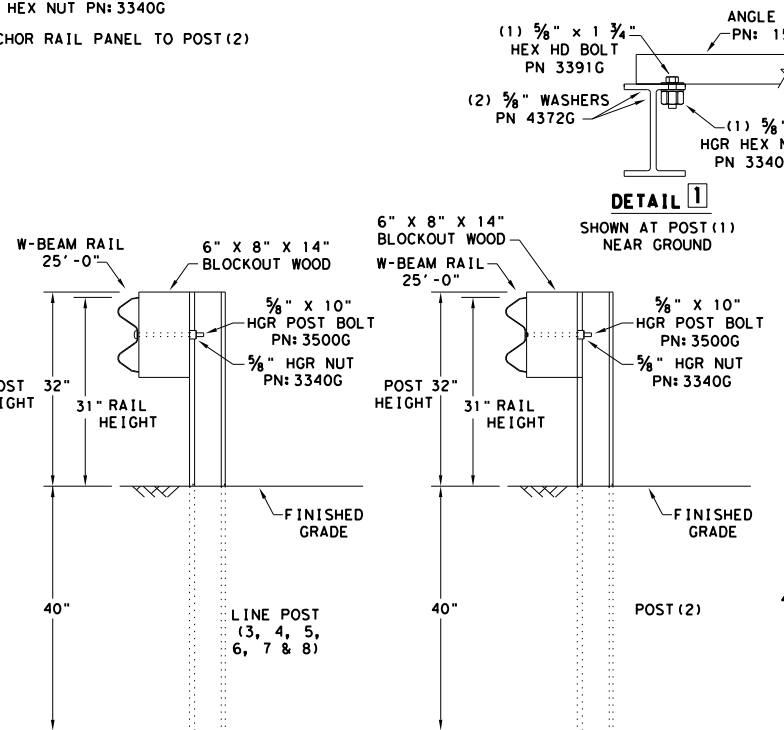 HEX NUT PN:3340G
RAIL PANEL TO POST(2)
ANGLE
PN:
(1) ⅝" x 1 ¾"
HEX HD BOLT
PN 3391G
(2) ⅝" WASHERS
PN 4372G
(1) ⅝"
HGR HEX
PN 3340
DETAIL 1
SHOWN AT POST(1)
NEAR GROUND
W-BEAM RAIL
25'-0"
6" X 8" X 14"
BLOCKOUT WOOD
⅝" X 10"
HGR POST BOLT
PN:3500G
⅝" HGR NUT
PN:3340G
32"
31" RAIL
HEIGHT
FINISHED
GRADE
40"
LINE POST
(3, 4, 5,
6, 7 & 8)
6" X 8" X 14"
BLOCKOUT WOOD
W-BEAM RAIL
25'-0"
⅝" X 10"
HGR POST BOLT
PN:3500G
⅝" HGR NUT
PN:3340G
POST 32"
HEIGHT
31" RAIL
HEIGHT
FINISHED
GRADE
40"
POST(2)